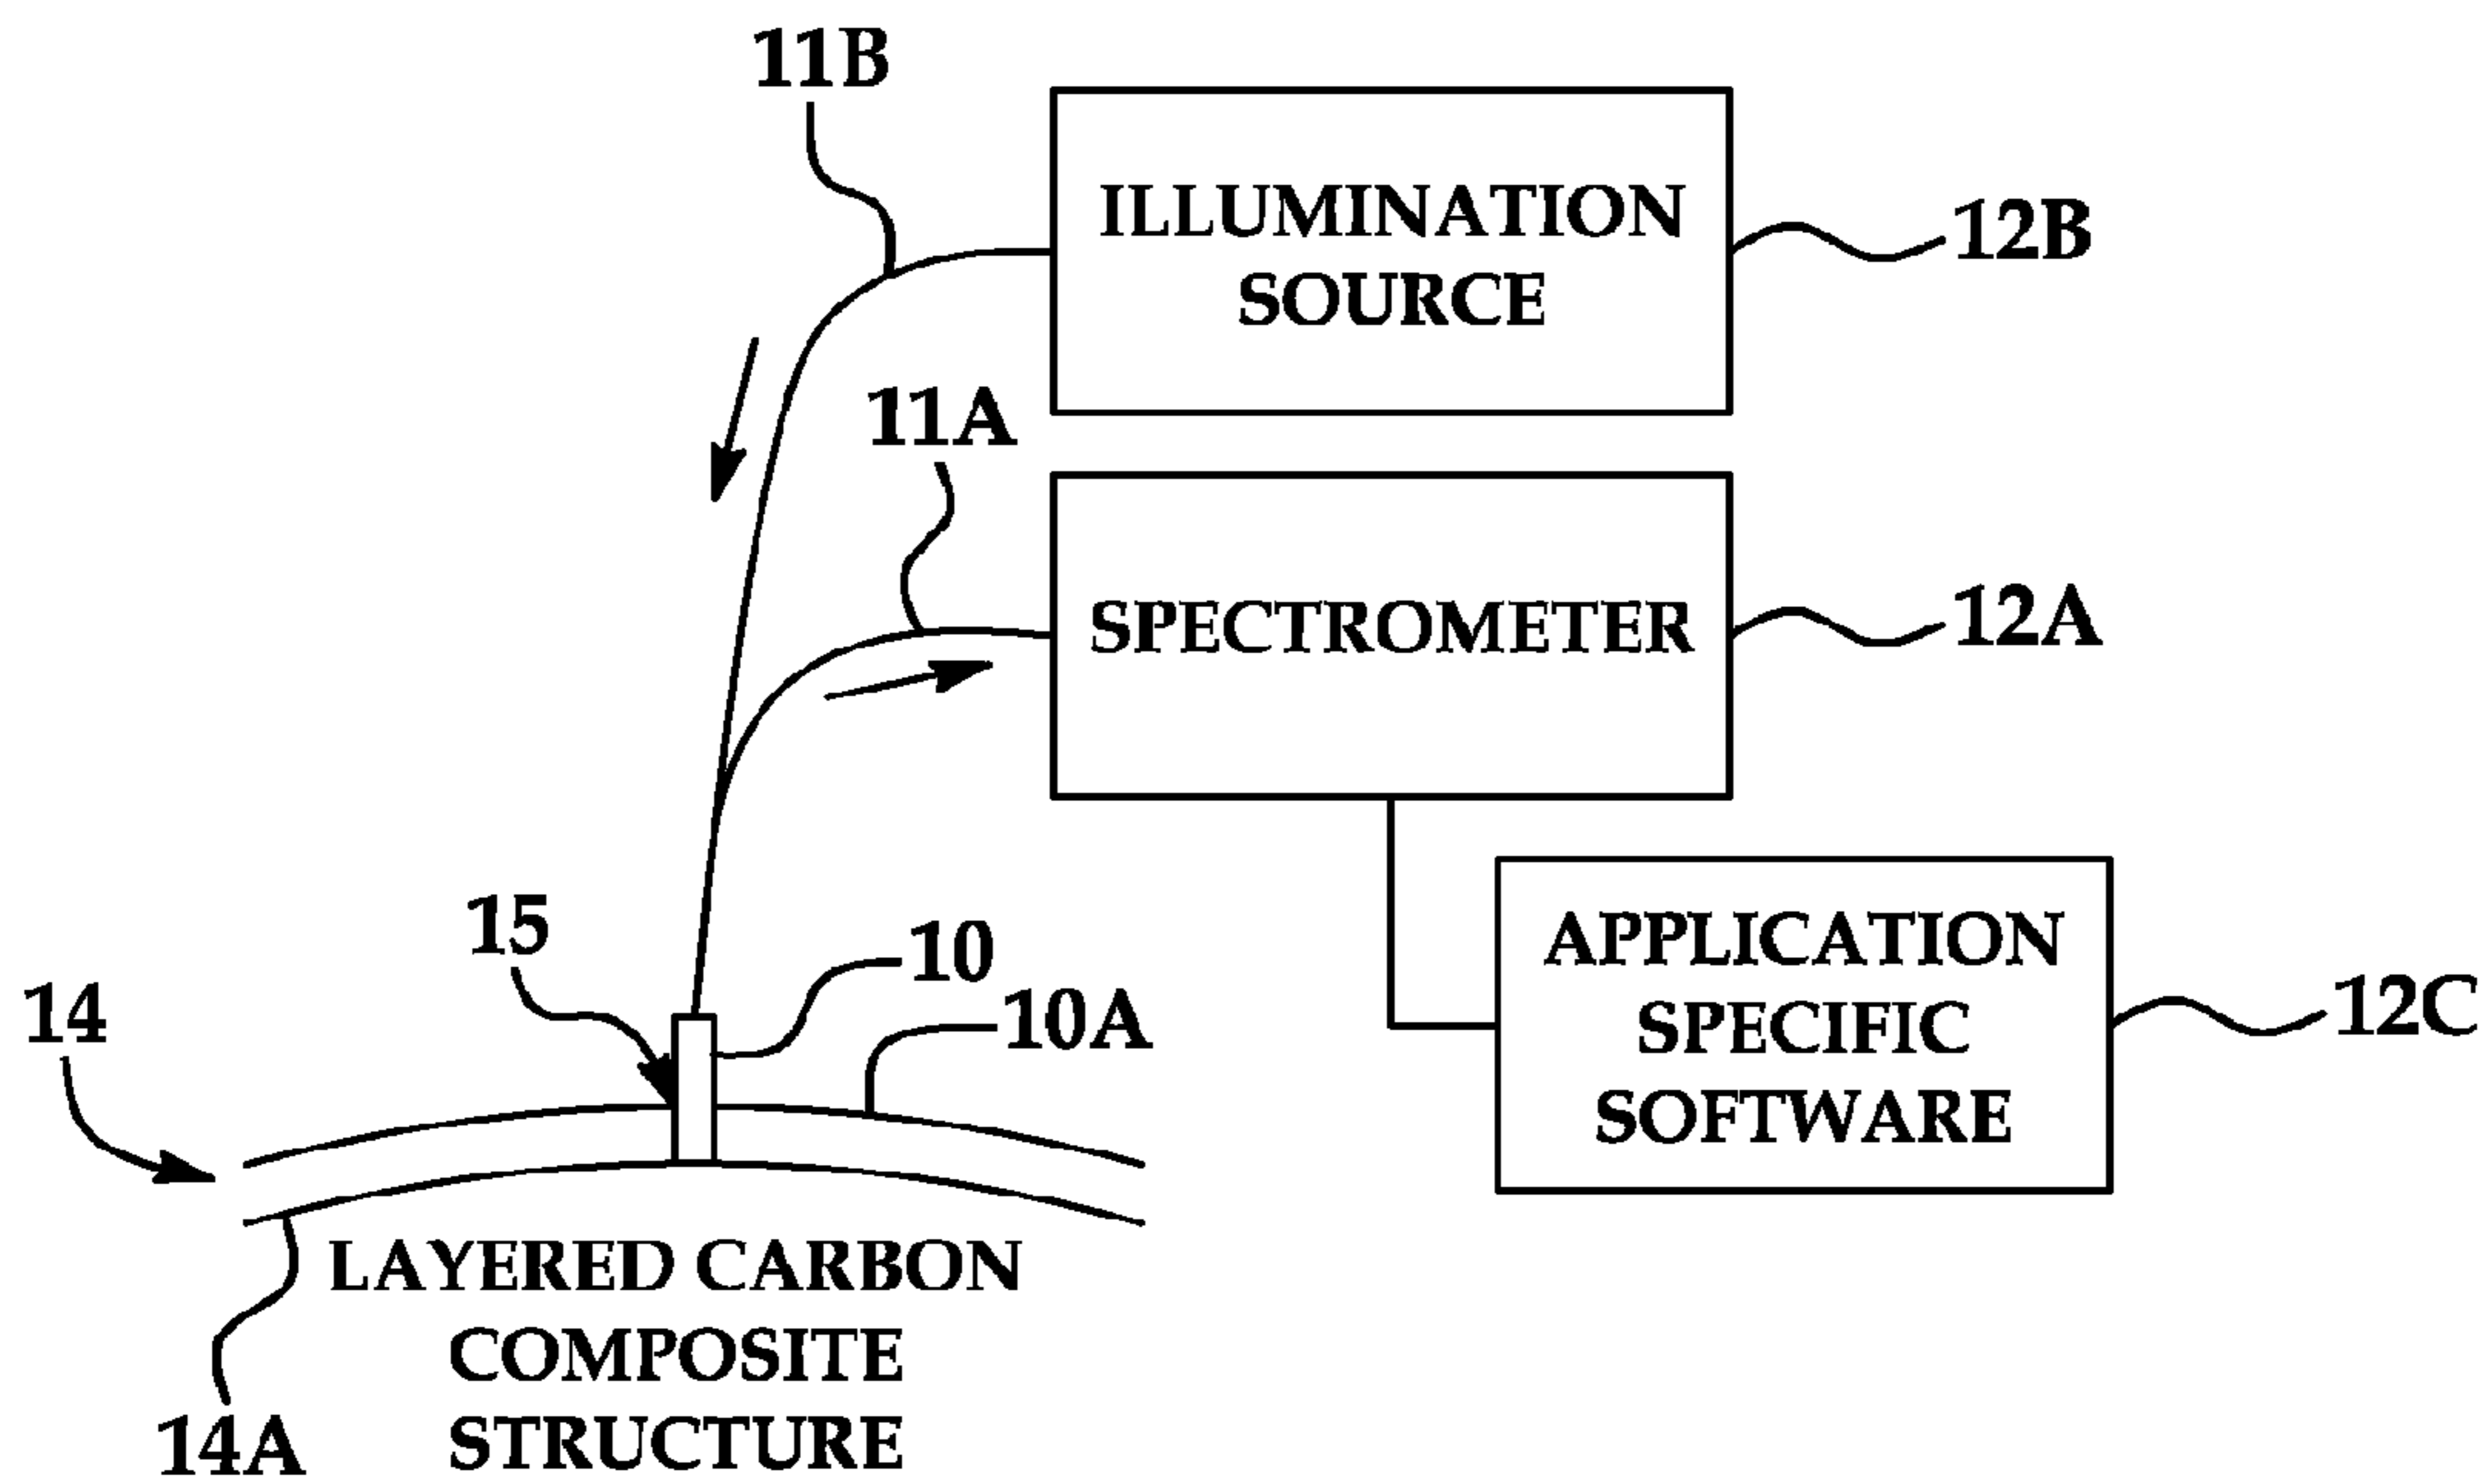 11B
ILLUMINATION
SOURCE
12B
11A
SPECTROMETER
12A
15
10
14
10A
APPLICATION
SPECIFIC
SOFTWARE
12C
LAYERED CARBON
COMPOSITE
STRUCTURE
14A